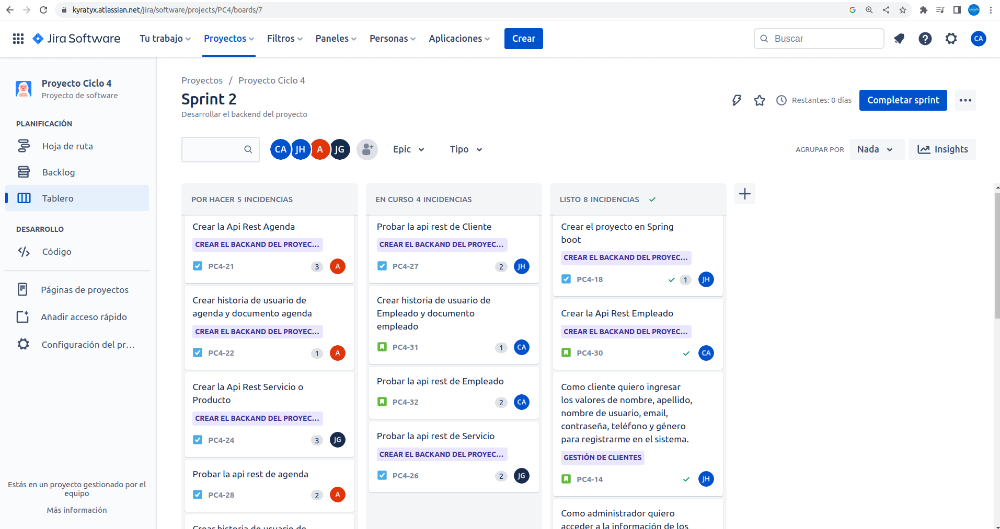 kyratyx.atlassian.net/jira/software/projects/PC4/boards/7
Jira Software
Tu trabajo
Proyectos
Filtros
Paneles
Personas
Aplicaciones
Crear
Buscar
CA
Proyecto Ciclo 4
Proyecto de software
PLANIFICACIÓN
Hoja de ruta
Backlog
Tablero
DESARROLLO
Código
Páginas de proyectos
Añadir acceso rápido
Configuración del pr...
Estás en un proyecto gestionado por el
equipo
Más información
Proyectos / Proyecto Ciclo 4
Sprint 2
Desarrollar el backend del proyecto
Restantes: 0 días
Completar sprint
CA JH A JG
Epic
Tipo
AGRUPAR POR
Nada
Insights
POR HACER 5 INCIDENCIAS
Crear la Api Rest Agenda
CREAR EL BACKAND DEL PROYEC...
PC4-21 3 A
Crear historia de usuario de
agenda y documento agenda
CREAR EL BACKAND DEL PROYEC...
PC4-22 1 A
Crear la Api Rest Servicio o
Producto
CREAR EL BACKAND DEL PROYEC...
PC4-24 3 JG
Probar la api rest de agenda
PC4-28 2 A
Crear historia de usuario de
EN CURSO 4 INCIDENCIAS
Probar la api rest de Cliente
CREAR EL BACKAND DEL PROYEC...
PC4-27 2 JH
Crear historia de usuario de
Empleado y documento
empleado
PC4-31 1 CA
Probar la api rest de Empleado
PC4-32 2 CA
Probar la api rest de Servicio
CREAR EL BACKAND DEL PROYEC...
PC4-26 2 JG
LISTO 8 INCIDENCIAS
Crear el proyecto en Spring
boot
CREAR EL BACKAND DEL PROYEC...
PC4-18 1 JH
Crear la Api Rest Empleado
CREAR EL BACKAND DEL PROYEC...
PC4-30 CA
Como cliente quiero ingresar
los valores de nombre, apellido,
nombre de usuario, email,
contraseña, teléfono y género
para registrarme en el sistema.
GESTIÓN DE CLIENTES
PC4-14 JH
Como administrador quiero
acceder a la información de los